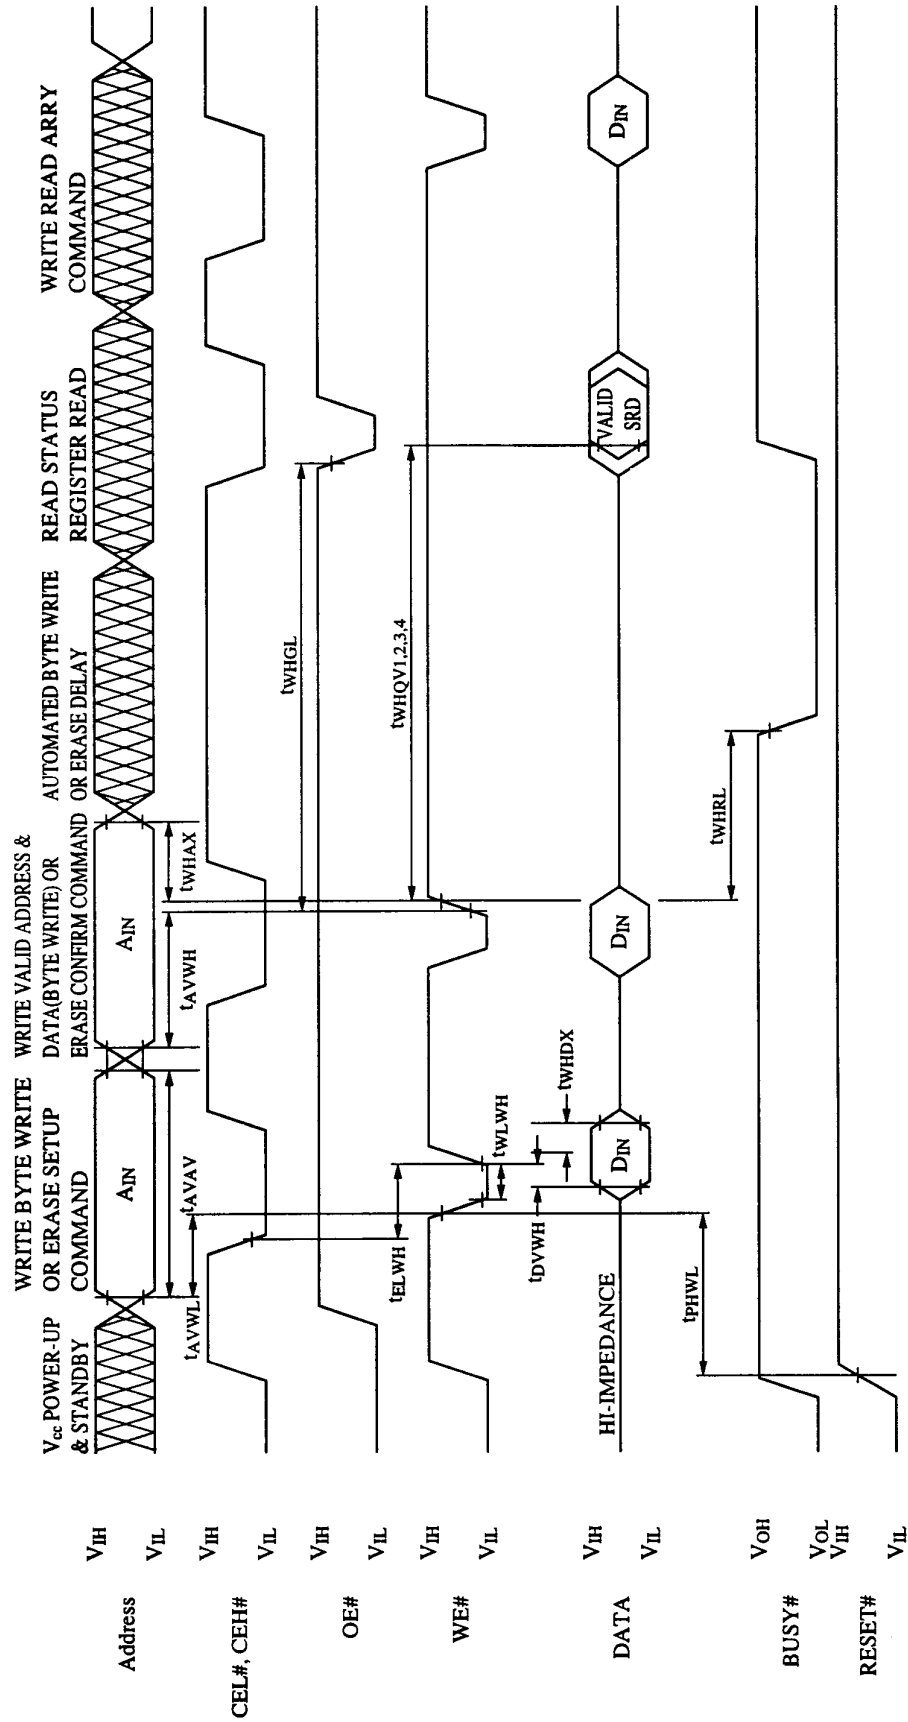 Vcc POWER-UP
& STANDBY
WRITE BYTE WRITE
OR ERASE SETUP
COMMAND
WRITE VALID ADDRESS &
DATA(BYTE WRITE) OR
ERASE CONFIRM COMMAND
AUTOMATED BYTE WRITE
OR ERASE DELAY
READ STATUS
REGISTER READ
WRITE READ ARRY
COMMAND
Address
VIH
VIL
AIN
AIN
tAVWL
tAVAV
tAVWH
tWHAX
CEL#, CEH#
VIH
VIL
OE#
VIH
VIL
tWHGL
WE#
VIH
VIL
tELWH
tWLWH
tWHQV1,2,3,4
tDVWH
tWHDX
DATA
VIH
VIL
HI-IMPEDANCE
DIN
DIN
VALID
SRD
DIN
tPHWL
tWHRL
BUSY#
VOH
VOL
RESET#
VIH
VIL